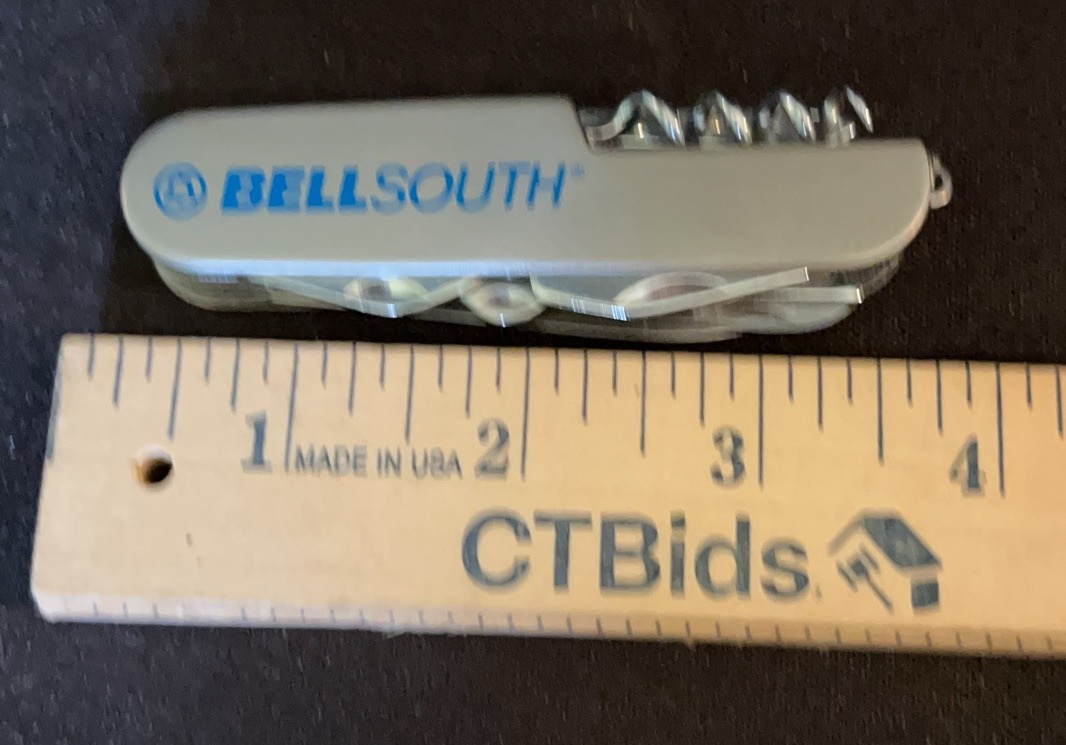 BELLSOUTH®
1 2 3 4
MADE IN USA
CTBids.